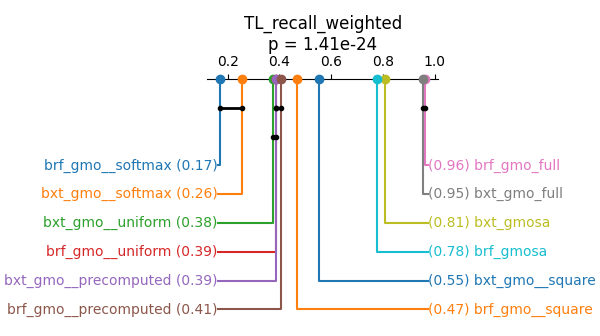 TL_recall_weighted
p = 1.41e-24
0.2 0.4 0.6 0.8 1.0
brf_gmo__softmax (0.17) (0.96) brf_gmo_full
bxt_gmo__softmax (0.26) (0.95) bxt_gmo_full
bxt_gmo__uniform (0.38) (0.81) bxt_gmosa
brf_gmo__uniform (0.39) (0.78) brf_gmosa
bxt_gmo__precomputed (0.39) (0.55) bxt_gmo__square
brf_gmo__precomputed (0.41) (0.47) brf_gmo__square